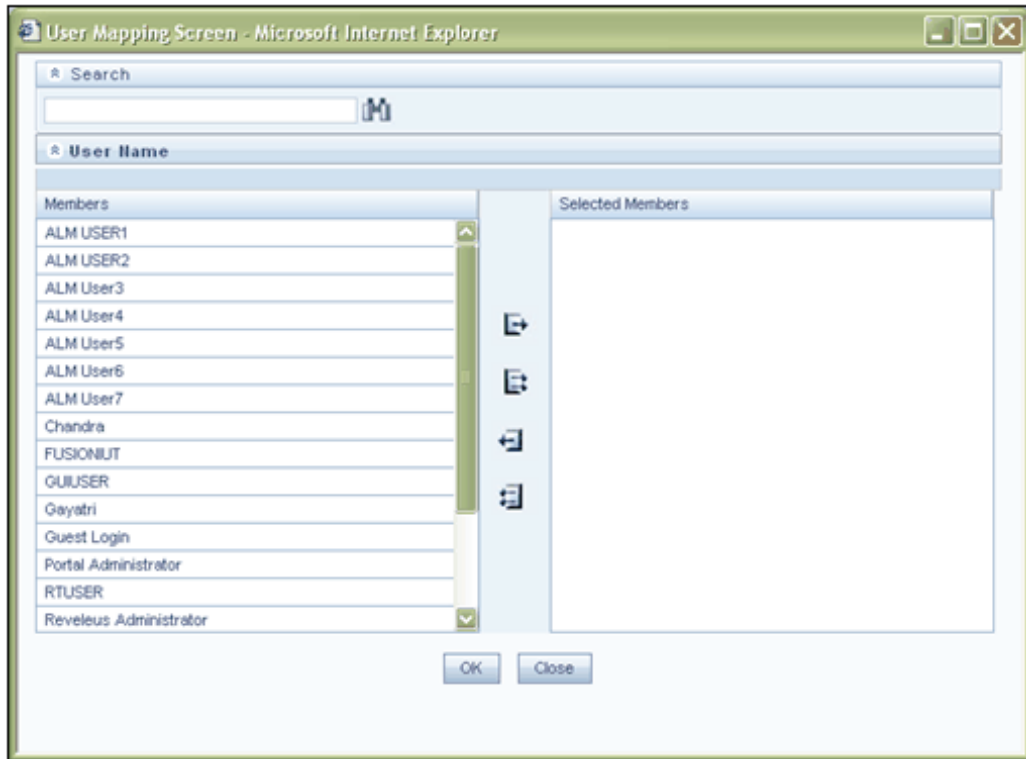 User Mapping Screen - Microsoft Internet Explorer
Search
User Name
Members
Selected Members
ALM USER1
ALM USER2
ALM User3
ALM User4
ALM User5
ALM User6
ALM User7
Chandra
FUSIONIUT
GUIUSER
Gayatri
Guest Login
Portal Administrator
RTUSER
Reveleus Administrator
OK
Close